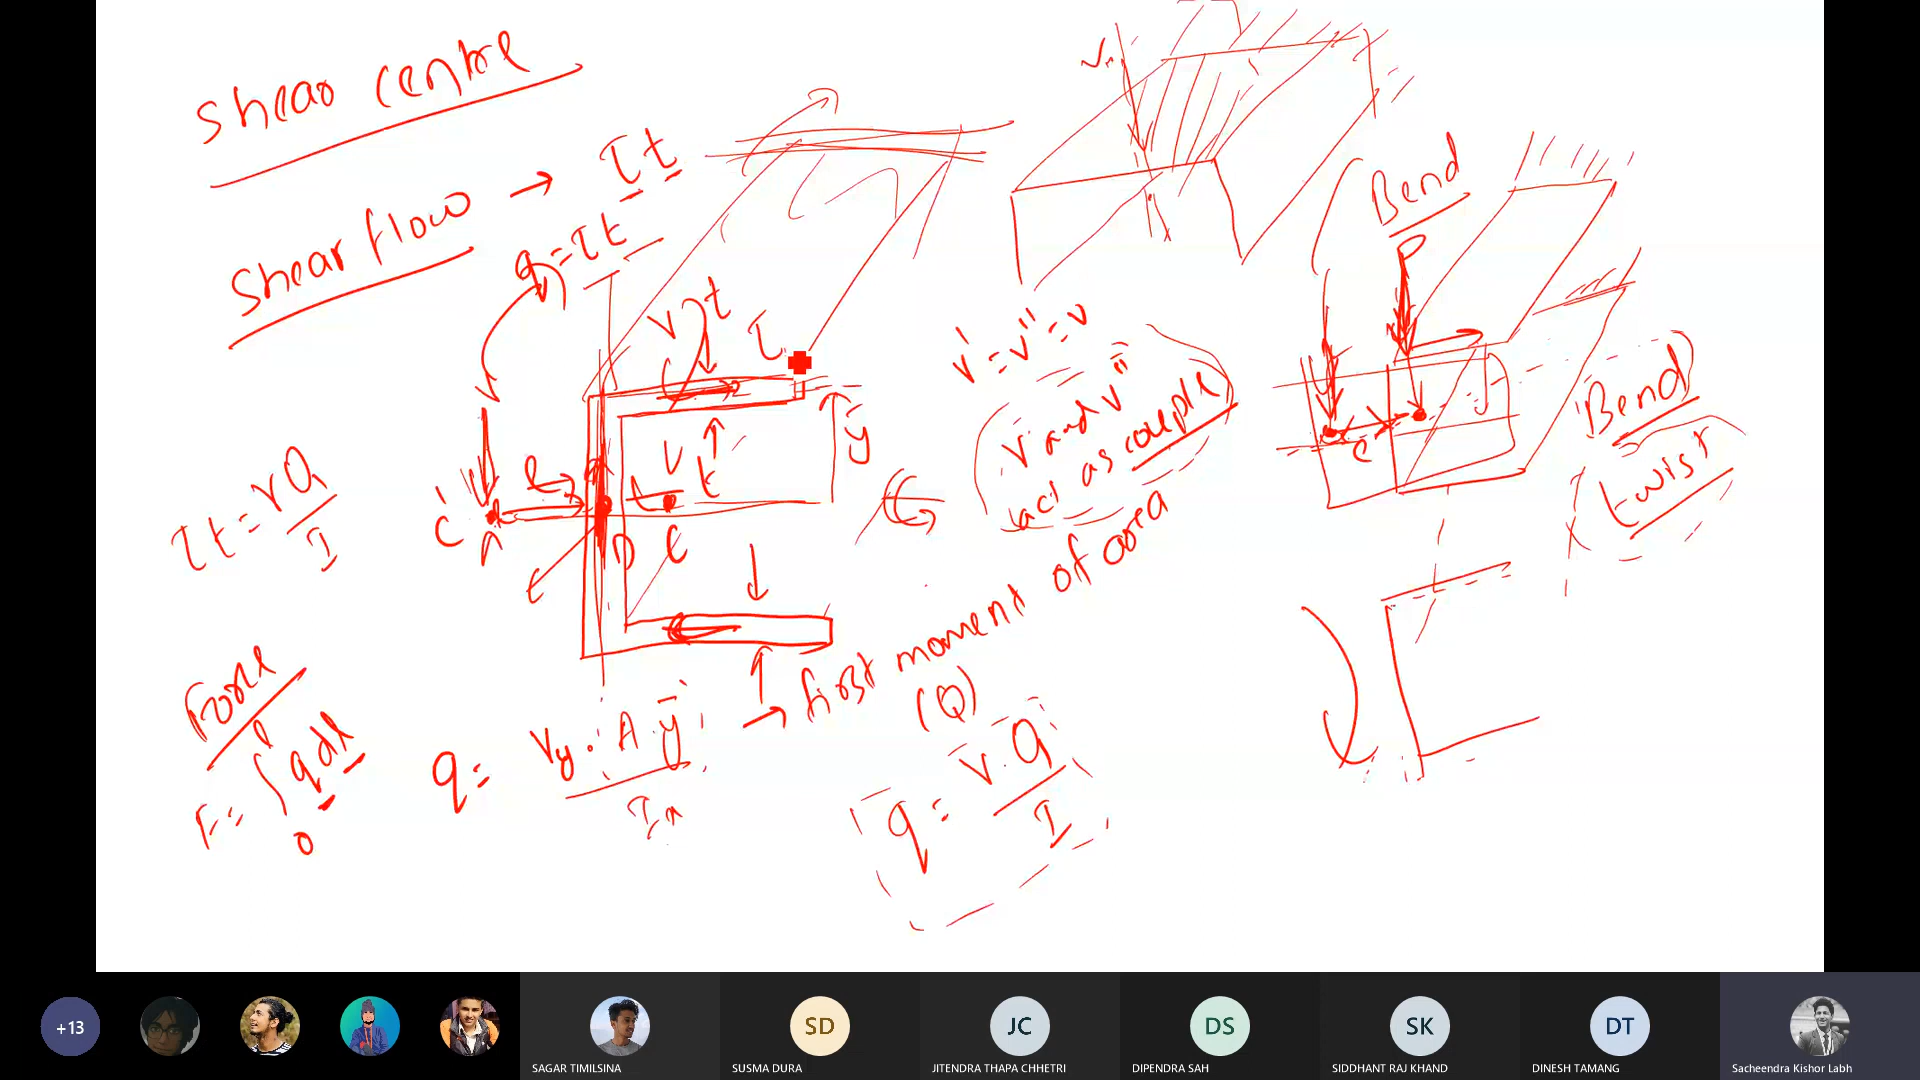 Shear centre
Shear flow → τt
q = τt
τt = VQ
I
Force
F = ∫ q dl
0
q = Vy . A . ȳ
Ix
→ first moment of area
(Q)
q = V . Q
I
V
t
τ
ȳ
e
D
t
V' = V'' = V
V' and V''
act as couple
Bend
P
e
Bend
twist
+13
SD
JC
DS
SK
DT
SAGAR TIMILSINA
SUSMA DURA
JITENDRA THAPA CHHETRI
DIPENDRA SAH
SIDDHANT RAJ KHAND
DINESH TAMANG
Sacheendra Kishor Labh